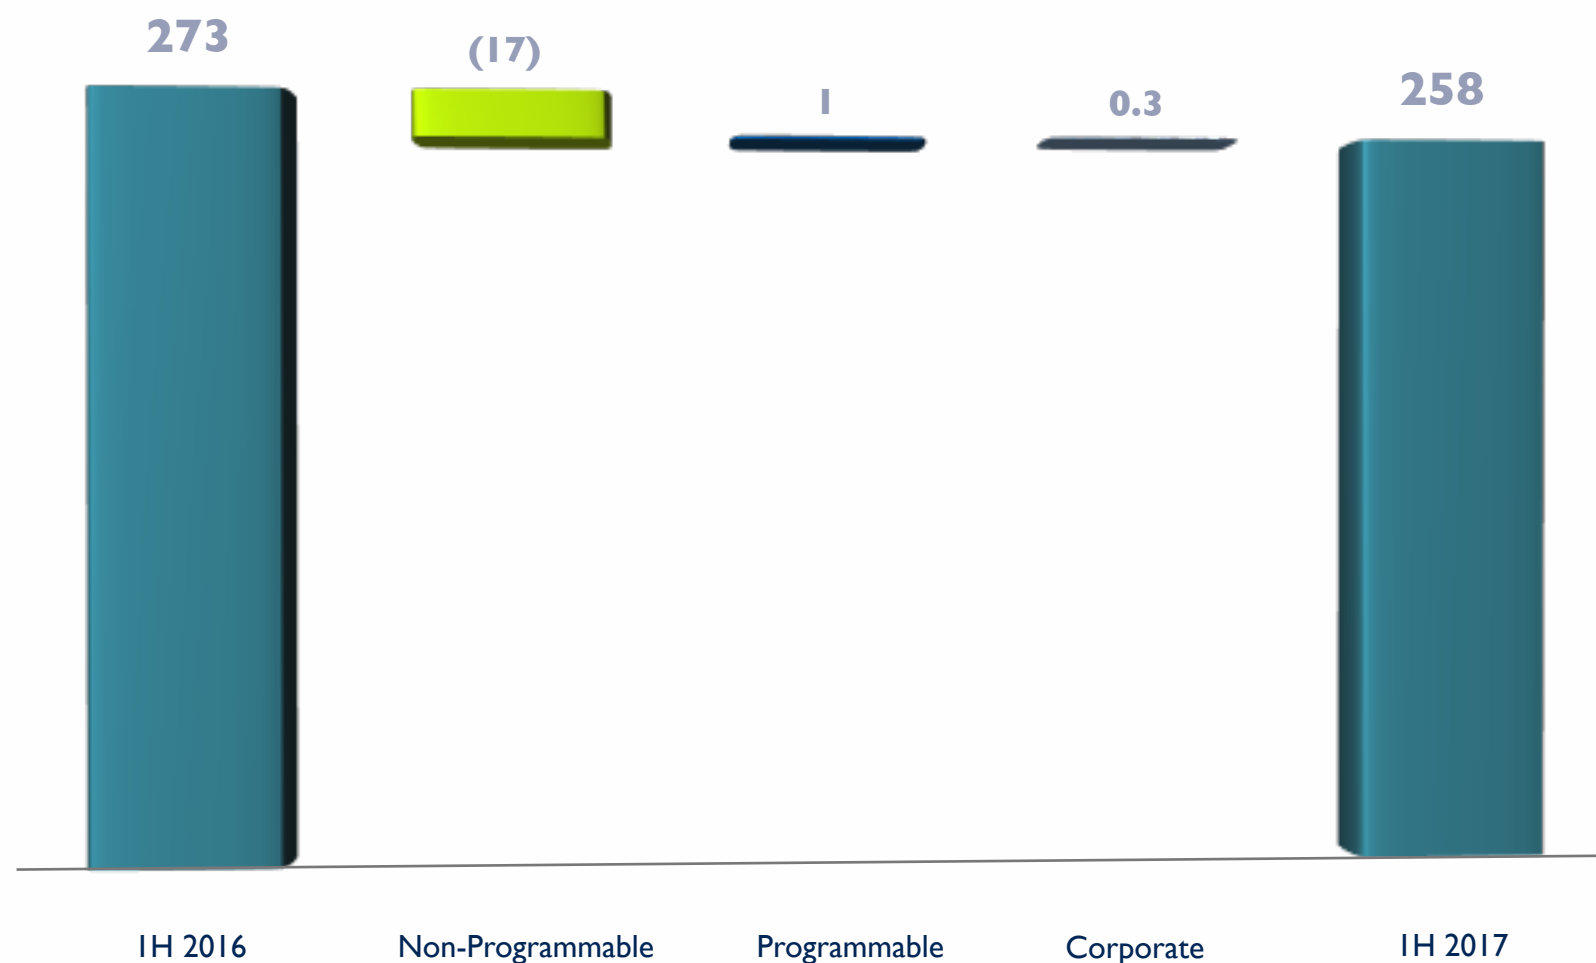 273
(17)
1
0.3
258
1H 2016
Non-Programmable
Programmable
Corporate
1H 2017